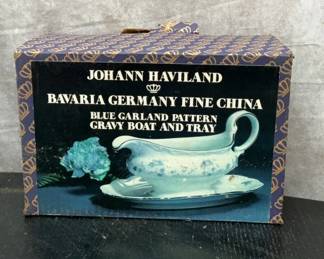 JOHANN HAVILAND
BAVARIA GERMANY FINE CHINA
BLUE GARLAND PATTERN
GRAVY BOAT AND TRAY